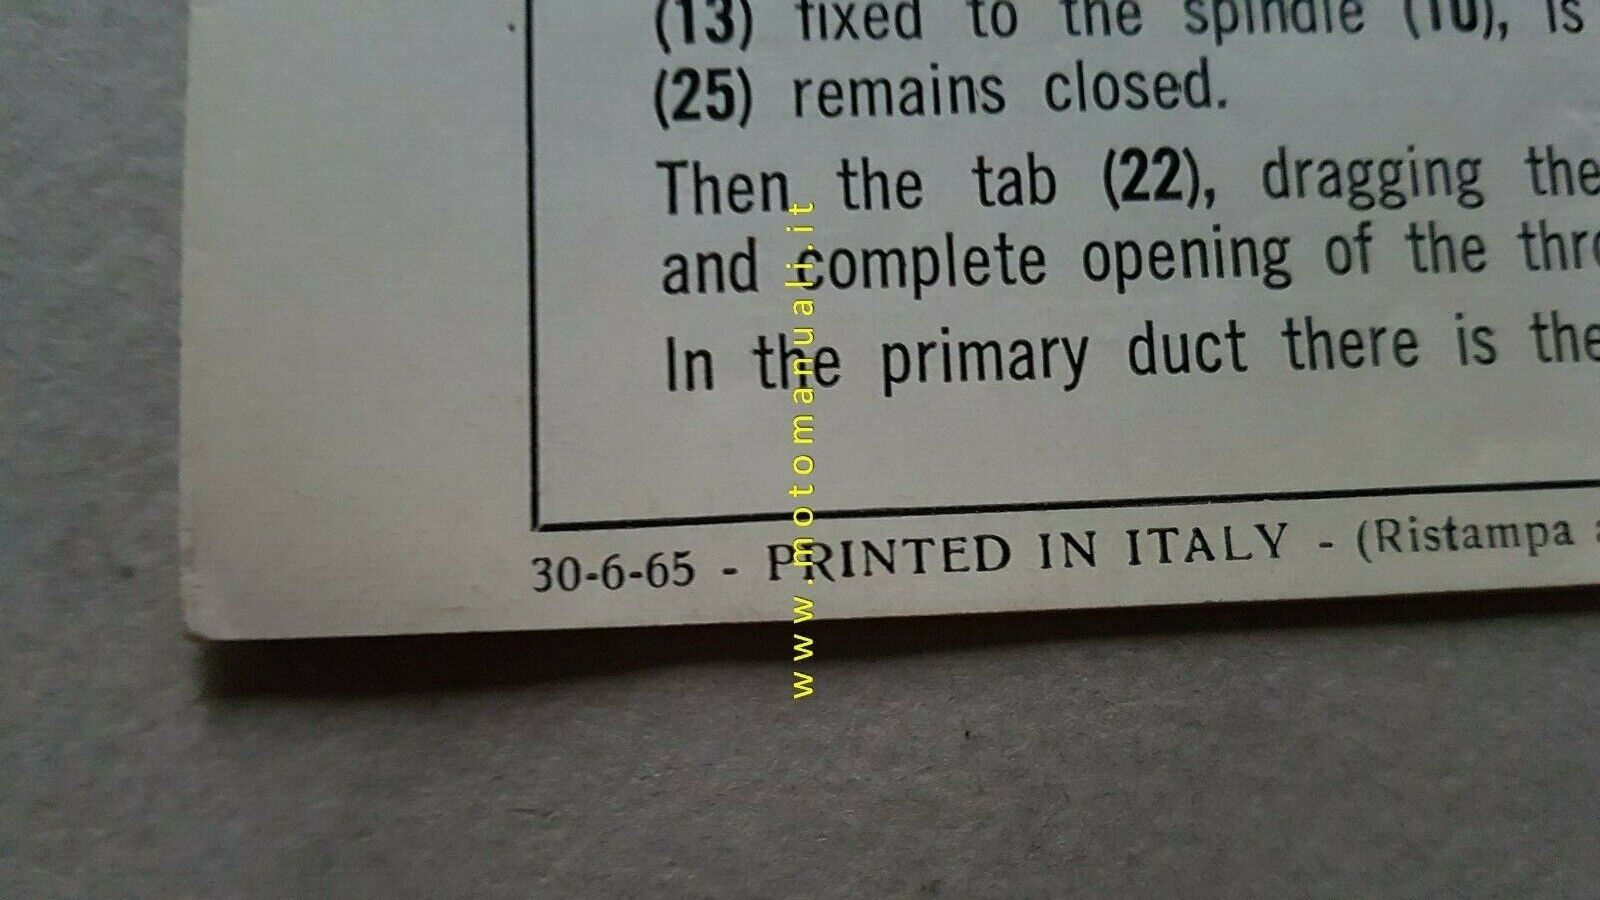 (13) fixed to the spindle (10), is
(25) remains closed.
Then the tab (22), dragging the
and complete opening of the thro
In the primary duct there is the
30-6-65 - PRINTED IN ITALY - (Ristampa a
www.motomanuali.it